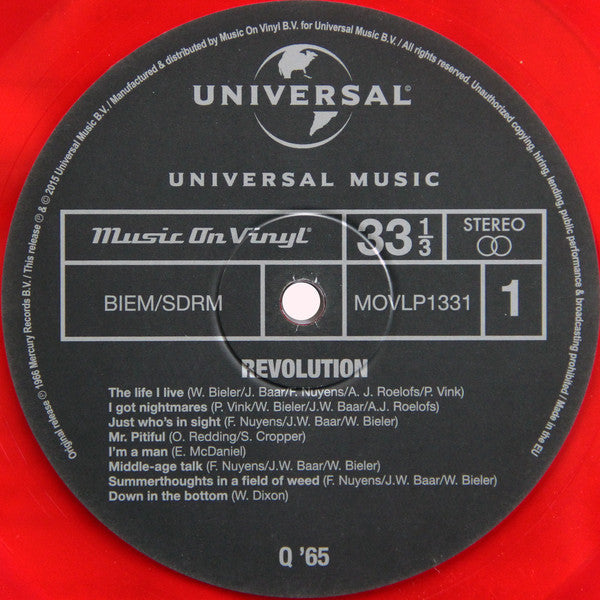 Original release ℗ 1966 Mercury Records B.V. / This release ℗ & © 2015 Universal Music B.V. / Manufactured & distributed by Music On Vinyl B.V. for Universal Music B.V. / All rights reserved. Unauthorized copying, hiring, lending, public performance & broadcasting prohibited / Made in the EU
UNIVERSAL®
UNIVERSAL MUSIC
Music On Vinyl® 33 1/3 STEREO
BIEM/SDRM MOVLP1331 1
REVOLUTION
The life I live (W. Bieler/J. Baar/F. Nuyens/A. J. Roelofs/P. Vink)
I got nightmares (P. Vink/W. Bieler/J.W. Baar/A.J. Roelofs)
Just who's in sight (F. Nuyens/J.W. Baar/W. Bieler)
Mr. Pitiful (O. Redding/S. Cropper)
I'm a man (E. McDaniel)
Middle-age talk (F. Nuyens/J.W. Baar/W. Bieler)
Summerthoughts in a field of weed (F. Nuyens/J.W. Baar/W. Bieler)
Down in the bottom (W. Dixon)
Q '65